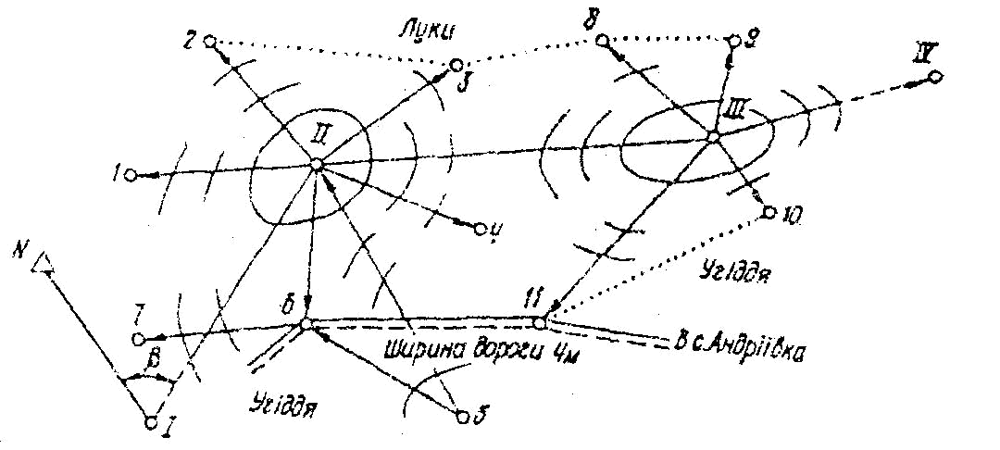 2
Луки
3
8
9
IV
II
III
1
4
10
N
Угіддя
7
6
11
β
Ширина дороги 4м
В с. Андріївка
Угіддя
5
I